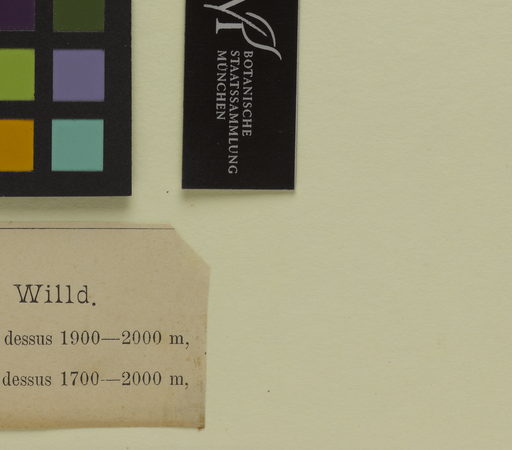 BOTANISCHE
STAATSSAMMLUNG
MÜNCHEN
Willd.
dessus 1900—2000 m,
dessus 1700—2000 m,